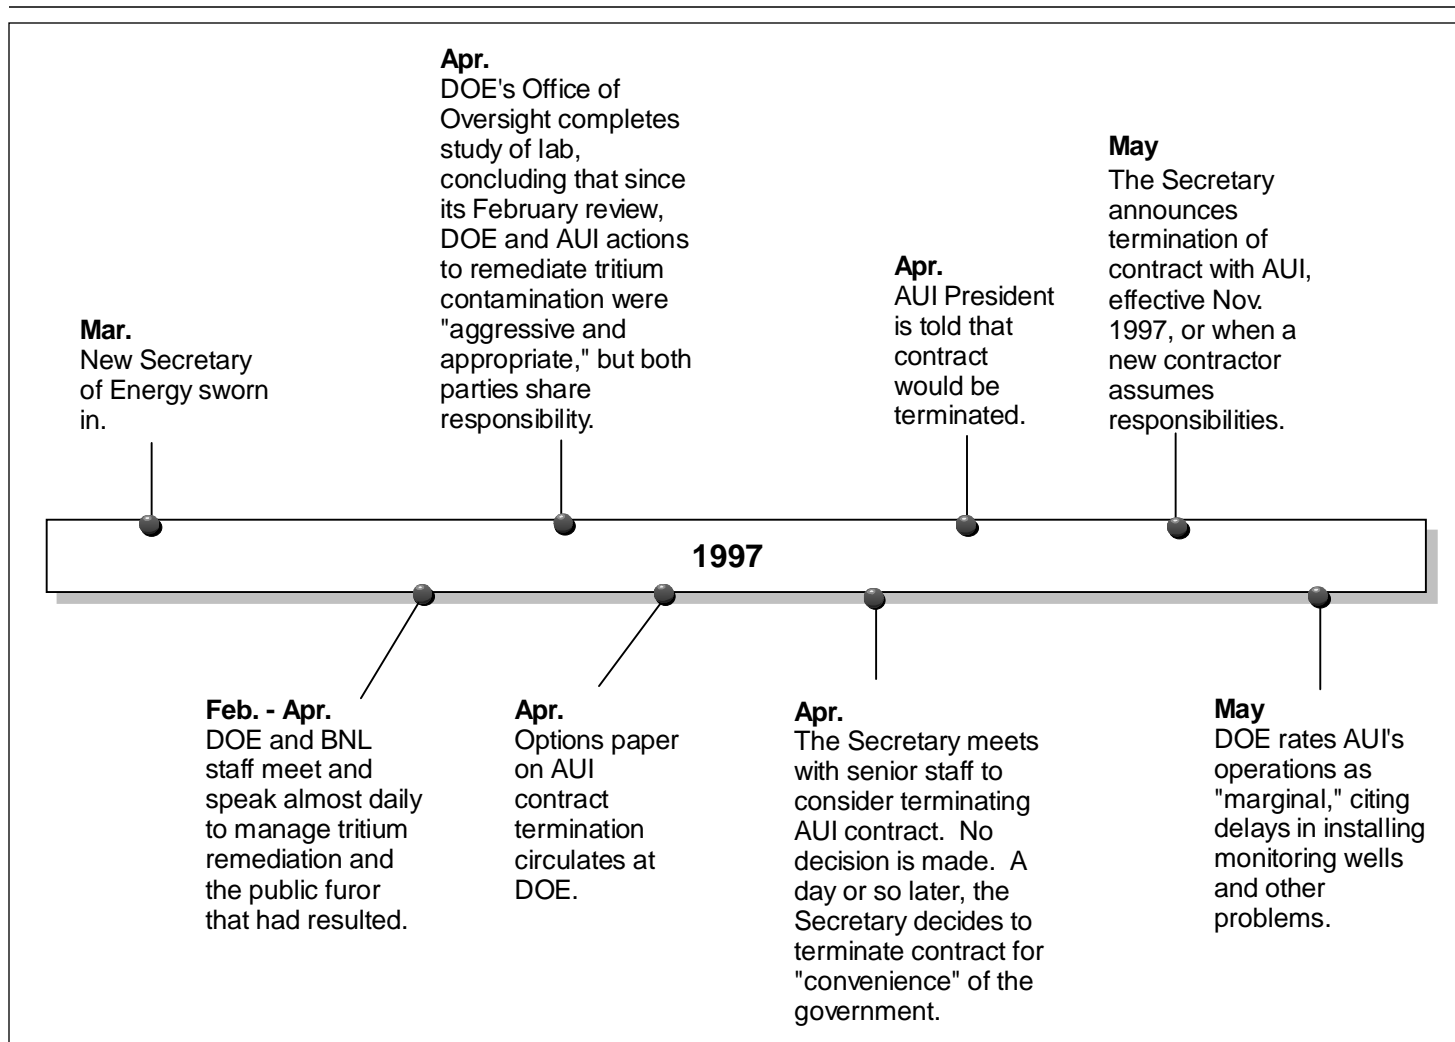 Mar.
New Secretary
of Energy sworn
in.
Apr.
DOE's Office of
Oversight completes
study of lab,
concluding that since
its February review,
DOE and AUI actions
to remediate tritium
contamination were
"aggressive and
appropriate," but both
parties share
responsibility.
Apr.
AUI President
is told that
contract
would be
terminated.
May
The Secretary
announces
termination of
contract with AUI,
effective Nov.
1997, or when a
new contractor
assumes
responsibilities.
1997
Feb. - Apr.
DOE and BNL
staff meet and
speak almost daily
to manage tritium
remediation and
the public furor
that had resulted.
Apr.
Options paper
on AUI
contract
termination
circulates at
DOE.
Apr.
The Secretary meets
with senior staff to
consider terminating
AUI contract.  No
decision is made.  A
day or so later, the
Secretary decides to
terminate contract for
"convenience" of the
government.
May
DOE rates AUI's
operations as
"marginal," citing
delays in installing
monitoring wells
and other
problems.